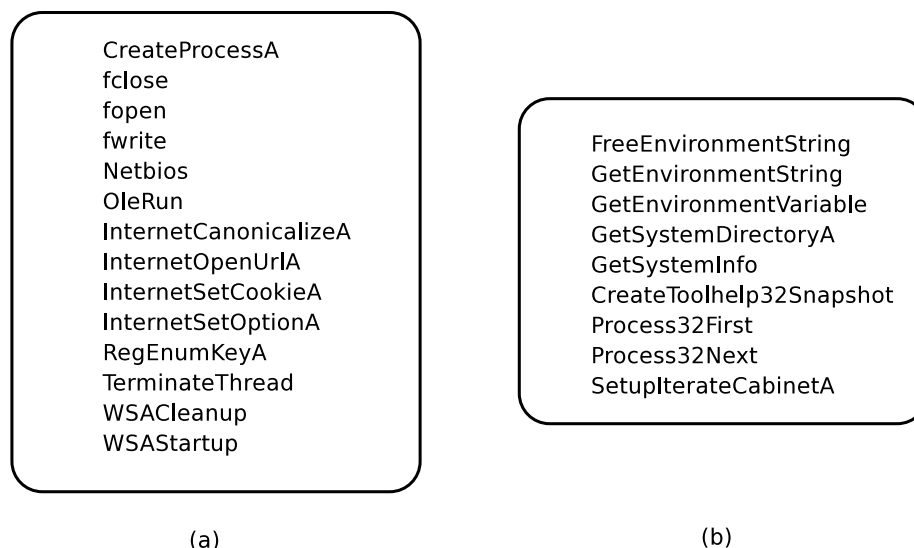 CreateProcessA
fclose
fopen
fwrite
Netbios
OleRun
InternetCanonicalizeA
InternetOpenUrlA
InternetSetCookieA
InternetSetOptionA
RegEnumKeyA
TerminateThread
WSACleanup
WSAStartup
(a)
FreeEnvironmentString
GetEnvironmentString
GetEnvironmentVariable
GetSystemDirectoryA
GetSystemInfo
CreateToolhelp32Snapshot
Process32First
Process32Next
SetupIterateCabinetA
(b)